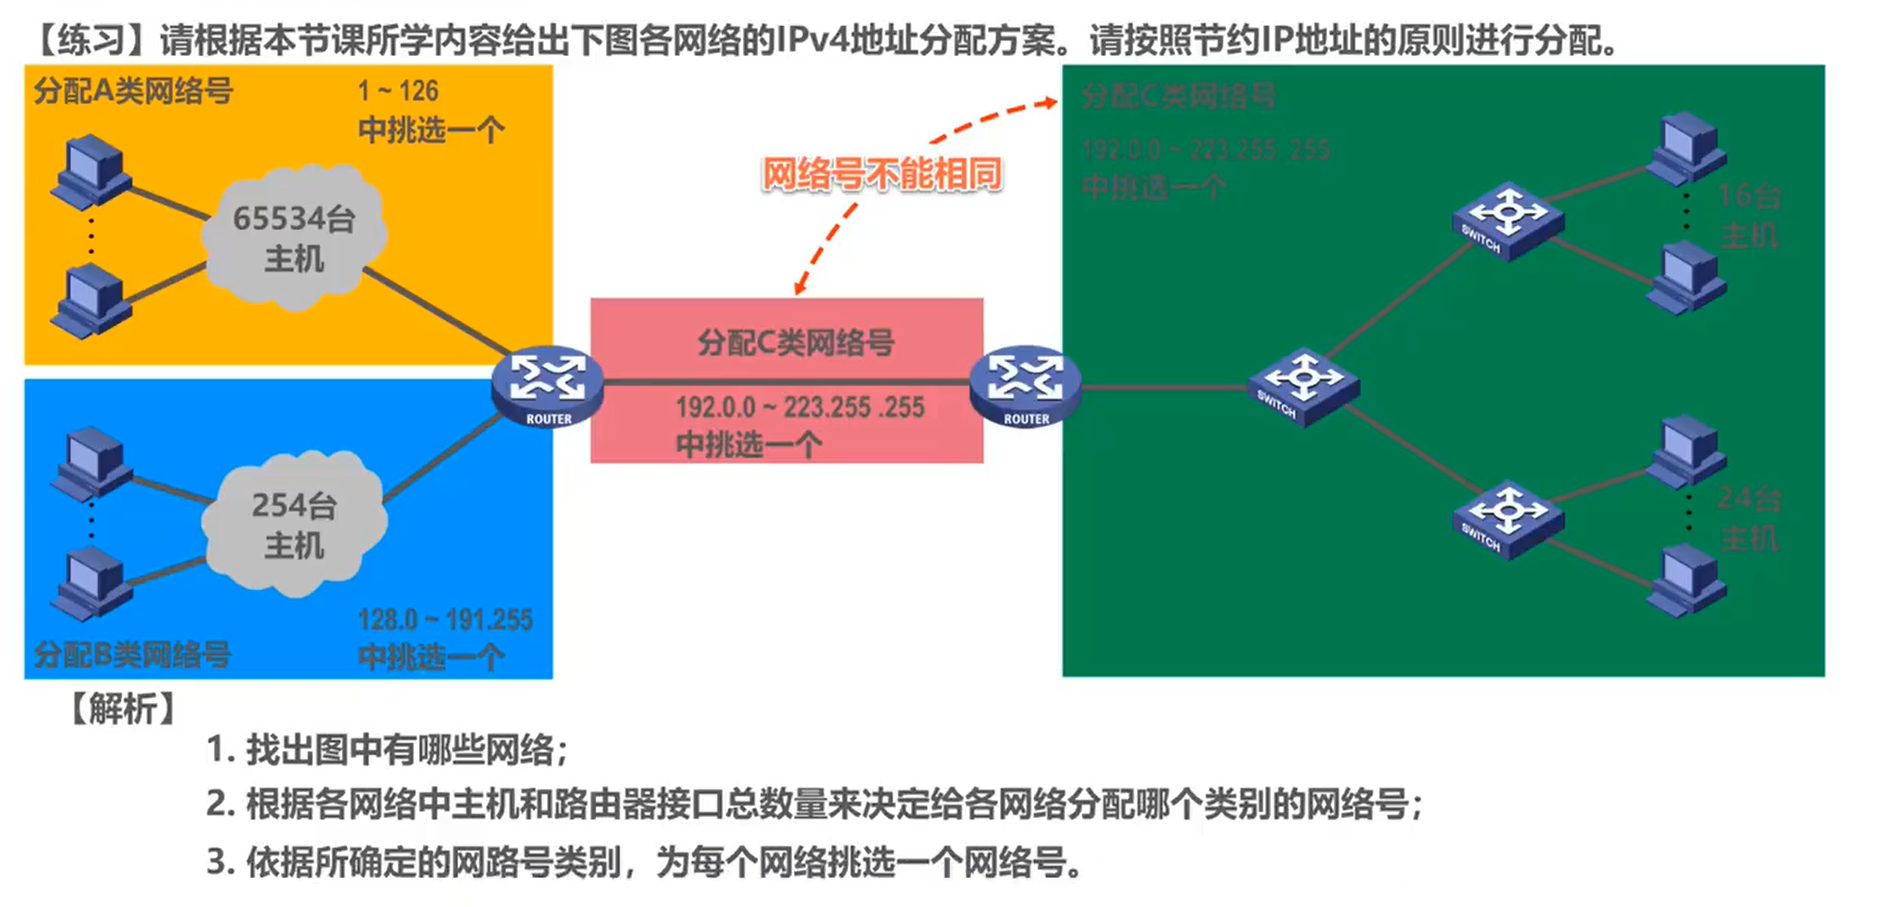 【练习】请根据本节课所学内容给出下图各网络的IPv4地址分配方案。请按照节约IP地址的原则进行分配。
分配A类网络号
1 ~ 126
中挑选一个
65534台
主机
ROUTER
254台
主机
128.0 ~ 191.255
中挑选一个
分配B类网络号
网络号不能相同
分配C类网络号
192.0.0 ~ 223.255 .255
中挑选一个
ROUTER
分配C类网络号
192.0.0 ~ 223.255 .255
中挑选一个
SWITCH
16台
主机
SWITCH
SWITCH
24台
主机
【解析】
1. 找出图中有哪些网络；
2. 根据各网络中主机和路由器接口总数量来决定给各网络分配哪个类别的网络号；
3. 依据所确定的网路号类别，为每个网络挑选一个网络号。